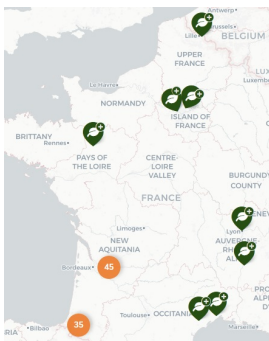 Antwerp
Brussels
Lille
BELGIUM
UPPER
FRANCE
LUX
Luxemb
Le Havre
NORMANDY
ISLAND OF
FRANCE
BRITTANY
Rennes
PAYS OF
THE LOIRE
CENTRE-
LOIRE
VALLEY
BURGUND
COUNTY
FRANCE
Limoges
Lyon
NEW
AQUITANIA
AUVERGNE-
RH
AL
45
Bordeaux
PRO
ALP
D'
35
Bilbao
Toulouse
OCCITANI
Marseille
RIA